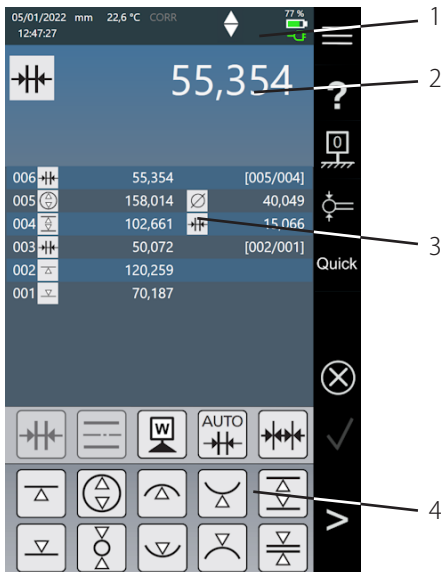 05/01/2022 mm 22,6 °C CORR 77 %
12:47:27
1
55,354
2
?
0
006 55,354 [005/004]
005 158,014 Ø 40,049
004 102,661 15,066
3
003 50,072 [002/001]
002 120,259
001 70,187
Quick
W
AUTO
4
>